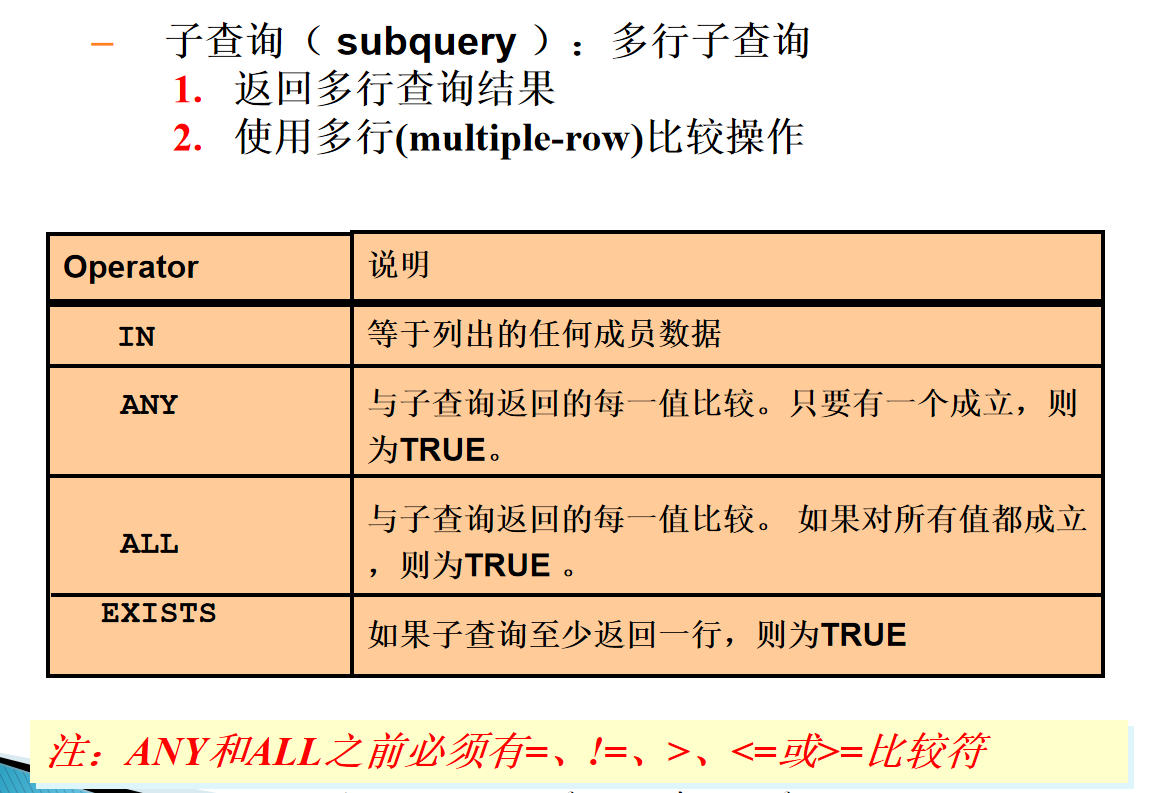 – 子查询（ subquery ）：多行子查询
1. 返回多行查询结果
2. 使用多行(multiple-row)比较操作
Operator
说明
IN
等于列出的任何成员数据
ANY
与子查询返回的每一值比较。只要有一个成立，则
为TRUE。
ALL
与子查询返回的每一值比较。 如果对所有值都成立
，则为TRUE 。
EXISTS
如果子查询至少返回一行，则为TRUE
注：ANY和ALL之前必须有=、!=、>、<=或>=比较符